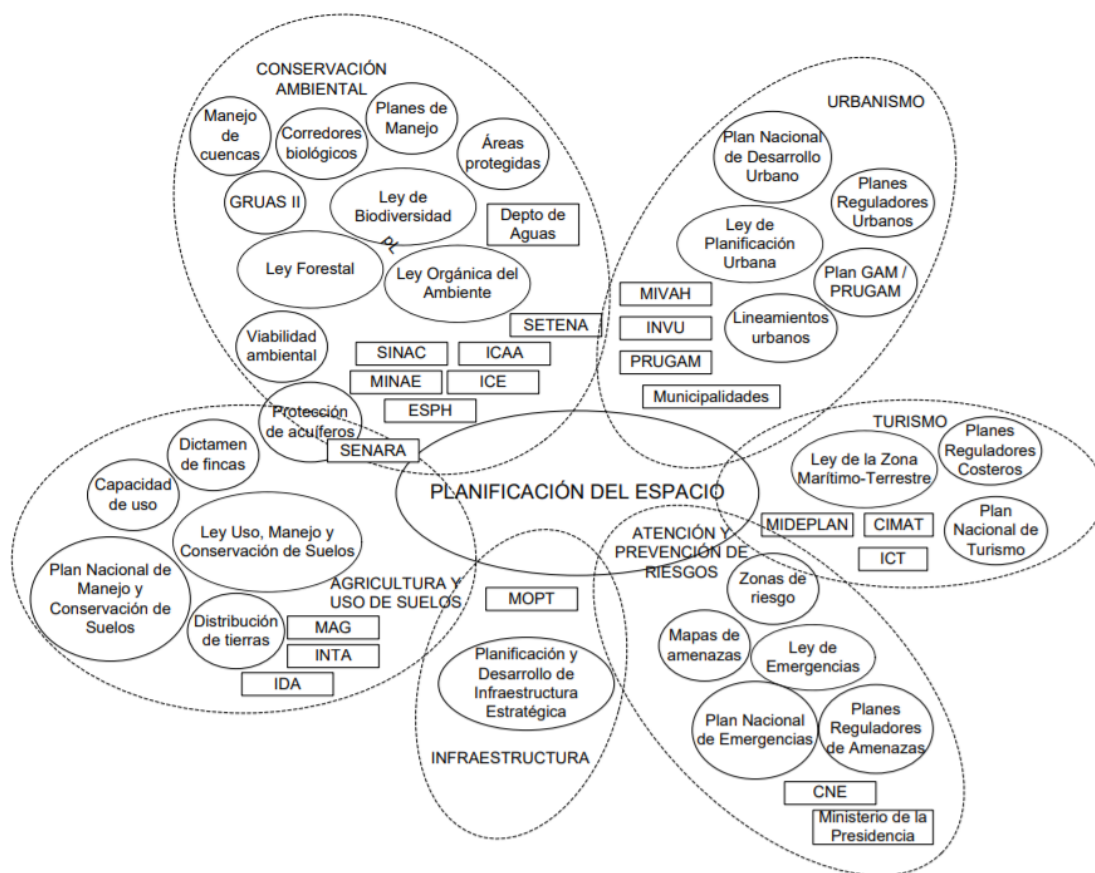 CONSERVACIÓN
AMBIENTAL
Manejo
de
cuencas
Corredores
biológicos
Planes de
Manejo
Áreas
protegidas
GRUAS II
Ley de
Biodiversidad
pL
Depto de
Aguas
Ley Forestal
Ley Orgánica del
Ambiente
SETENA
Viabilidad
ambiental
SINAC
ICAA
MINAE
ICE
ESPH
Protección
de acuíferos
SENARA
URBANISMO
Plan Nacional
de Desarrollo
Urbano
Planes
Reguladores
Urbanos
Ley de
Planificación
Urbana
Plan GAM /
PRUGAM
Lineamientos
urbanos
MIVAH
INVU
PRUGAM
Municipalidades
PLANIFICACIÓN DEL ESPACIO
TURISMO
Ley de la Zona
Marítimo-Terrestre
Planes
Reguladores
Costeros
MIDEPLAN
CIMAT
ICT
Plan
Nacional de
Turismo
Dictamen
de fincas
Capacidad
de uso
Ley Uso, Manejo y
Conservación de Suelos
Plan Nacional de
Manejo y
Conservación de
Suelos
AGRICULTURA Y
USO DE SUELOS
Distribución
de tierras
MAG
INTA
IDA
MOPT
Planificación y
Desarrollo de
Infraestructura
Estratégica
INFRAESTRUCTURA
ATENCIÓN Y
PREVENCIÓN DE
RIESGOS
Zonas de
riesgo
Mapas de
amenazas
Ley de
Emergencias
Plan Nacional
de Emergencias
Planes
Reguladores
de Amenazas
CNE
Ministerio de la
Presidencia